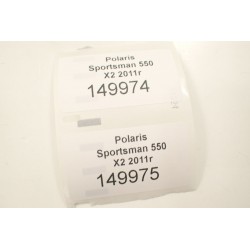 Polaris
Sportsman 550
X2 2011r
149974
Polaris
Sportsman 550
X2 2011r
149975